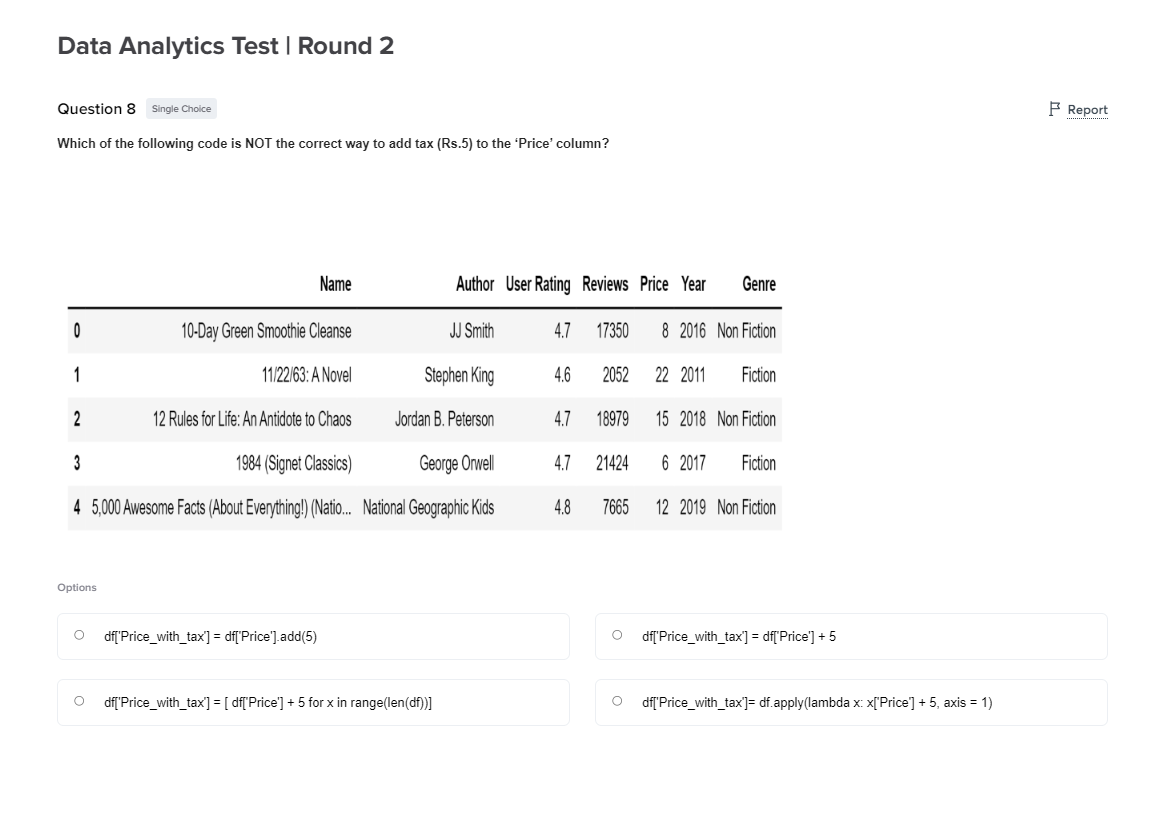 Data Analytics Test | Round 2
Question 8 Single Choice Report
Which of the following code is NOT the correct way to add tax (Rs.5) to the ‘Price’ column?
Name Author User Rating Reviews Price Year Genre
0 10-Day Green Smoothie Cleanse JJ Smith 4.7 17350 8 2016 Non Fiction
1 11/22/63: A Novel Stephen King 4.6 2052 22 2011 Fiction
2 12 Rules for Life: An Antidote to Chaos Jordan B. Peterson 4.7 18979 15 2018 Non Fiction
3 1984 (Signet Classics) George Orwell 4.7 21424 6 2017 Fiction
4 5,000 Awesome Facts (About Everything!) (Natio... National Geographic Kids 4.8 7665 12 2019 Non Fiction
Options
df['Price_with_tax'] = df['Price'].add(5)
df['Price_with_tax'] = df['Price'] + 5
df['Price_with_tax'] = [ df['Price'] + 5 for x in range(len(df))]
df['Price_with_tax']= df.apply(lambda x: x['Price'] + 5, axis = 1)